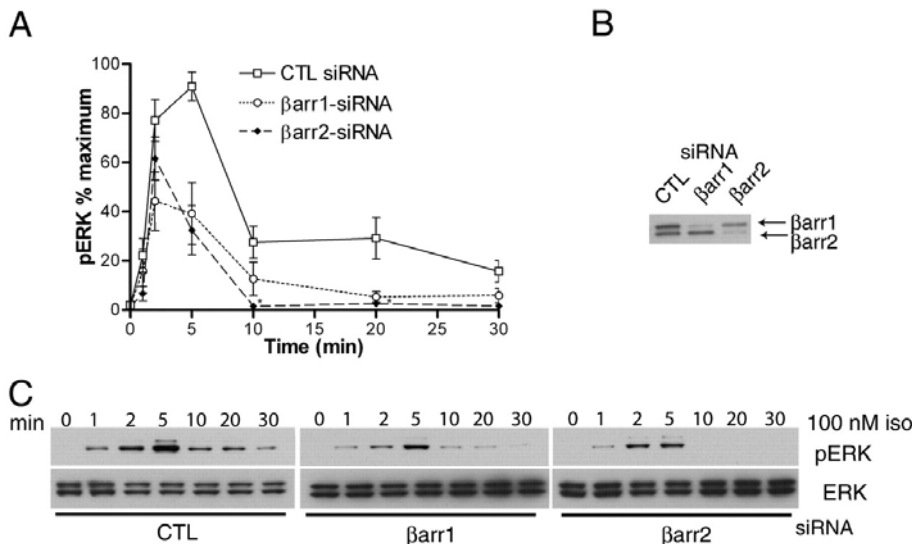 A
pERK % maximum
100
80
60
40
20
0
CTL siRNA
βarr1-siRNA
βarr2-siRNA
* *
0 5 10 15 20 25 30
Time (min)
B
siRNA
CTL βarr1 βarr2
βarr1
βarr2
C
min 0 1 2 5 10 20 30 0 1 2 5 10 20 30 0 1 2 5 10 20 30 100 nM iso
pERK
ERK
CTL βarr1 βarr2 siRNA